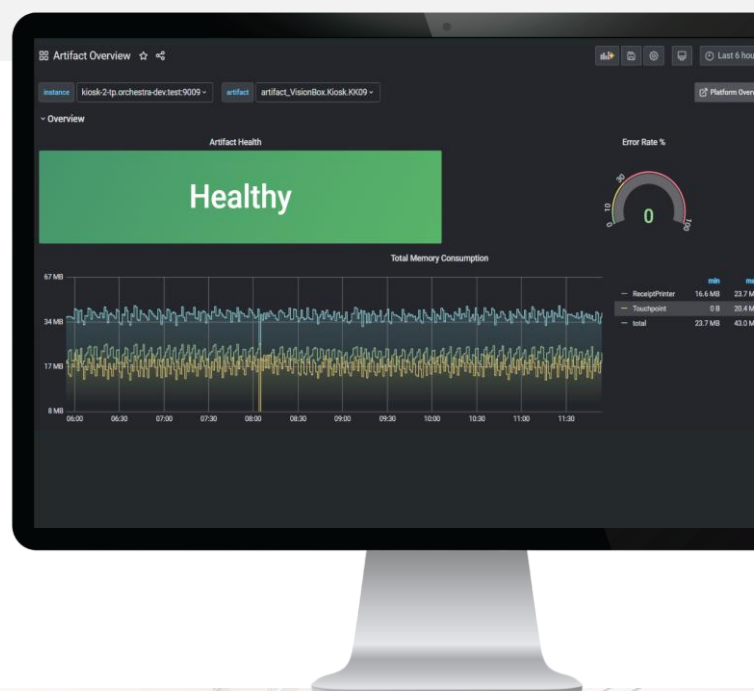 Artifact Overview
Last 6 hou
instance kiosk-2-tp.orchestra-dev.test:9009 artifact artifact_VisionBox.Kiosk.KK09
Platform Overv
Overview
Artifact Health
Error Rate %
Healthy
0 10 30 100
0
Total Memory Consumption
67 MB
34 MB
17 MB
8 MB
06:00 06:30 07:00 07:30 08:00 08:30 09:00 09:30 10:00 10:30 11:00 11:30
min ma
ReceiptPrinter 16.6 MB 23.7 M
Touchpoint 0 B 20.4 M
total 23.7 MB 43.0 M